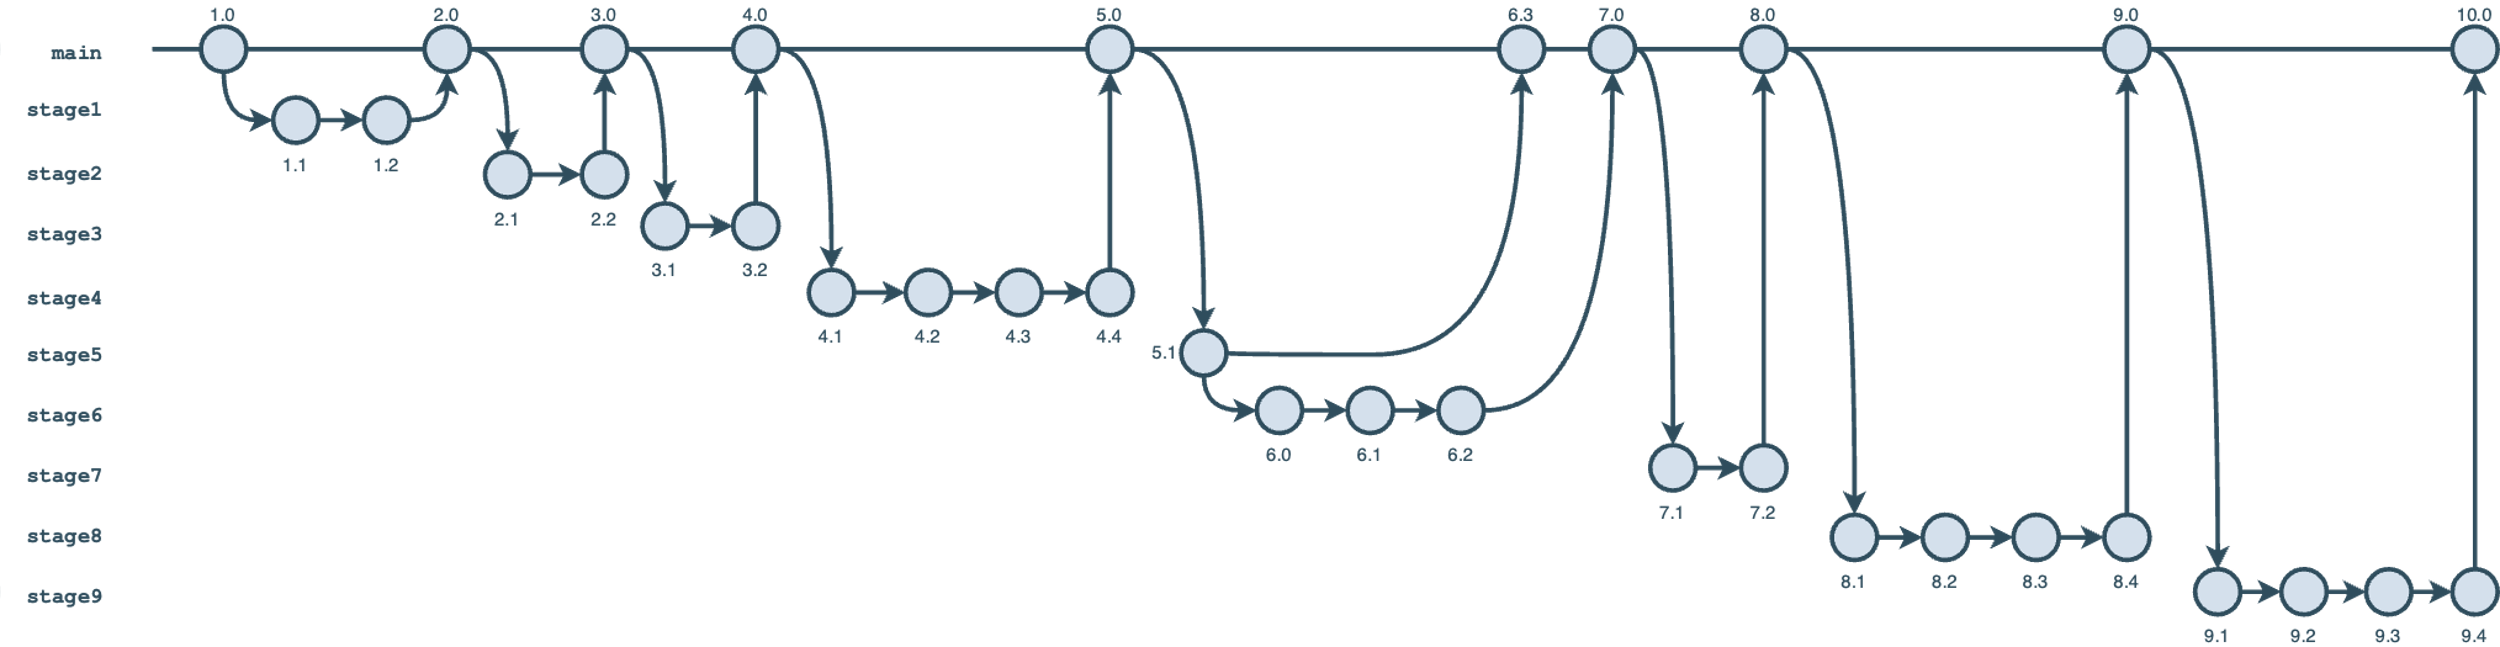 1.0 2.0 3.0 4.0 5.0 6.3 7.0 8.0 9.0 10.0
main
stage1
1.1 1.2
stage2
2.1 2.2
stage3
3.1 3.2
stage4
4.1 4.2 4.3 4.4
stage5 5.1
stage6
6.0 6.1 6.2
stage7
7.1 7.2
stage8
8.1 8.2 8.3 8.4
stage9
9.1 9.2 9.3 9.4